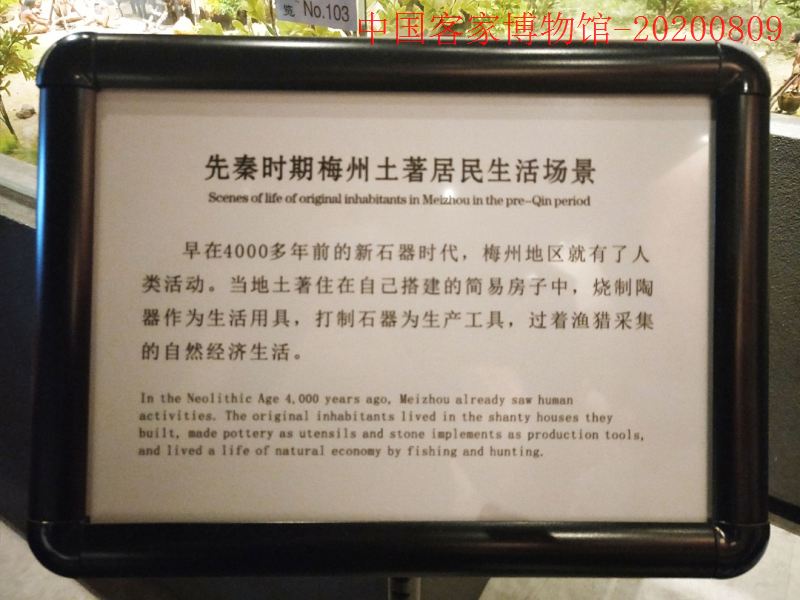 览 No.103
中国客家博物馆-20200809
先秦时期梅州土著居民生活场景
Scenes of life of original inhabitants in Meizhou in the pre-Qin period
早在4000多年前的新石器时代，梅州地区就有了人
类活动。当地土著住在自己搭建的简易房子中，烧制陶
器作为生活用具，打制石器为生产工具，过着渔猎采集
的自然经济生活。
In the Neolithic Age 4,000 years ago, Meizhou already saw human
activities. The original inhabitants lived in the shanty houses they
built, made pottery as utensils and stone implements as production tools,
and lived a life of natural economy by fishing and hunting.